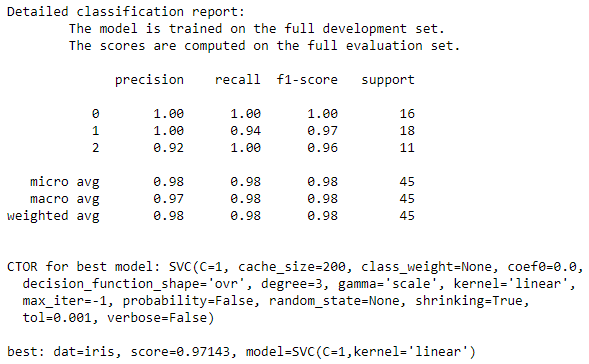 Detailed classification report:
The model is trained on the full development set.
The scores are computed on the full evaluation set.
precision recall f1-score support
0 1.00 1.00 1.00 16
1 1.00 0.94 0.97 18
2 0.92 1.00 0.96 11
micro avg 0.98 0.98 0.98 45
macro avg 0.97 0.98 0.98 45
weighted avg 0.98 0.98 0.98 45
CTOR for best model: SVC(C=1, cache_size=200, class_weight=None, coef0=0.0,
decision_function_shape='ovr', degree=3, gamma='scale', kernel='linear',
max_iter=-1, probability=False, random_state=None, shrinking=True,
tol=0.001, verbose=False)
best: dat=iris, score=0.97143, model=SVC(C=1,kernel='linear')